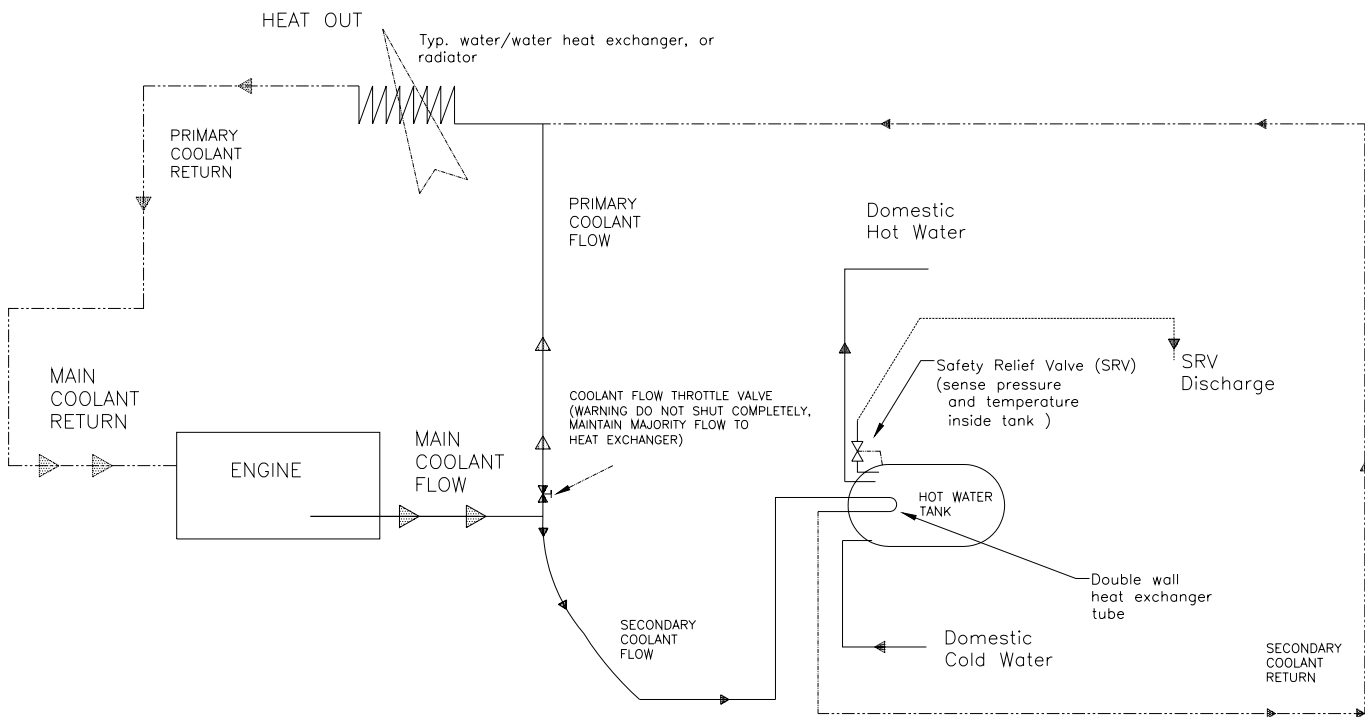 HEAT OUT
Typ. water/water heat exchanger, or
radiator
PRIMARY
COOLANT
RETURN
PRIMARY
COOLANT
FLOW
Domestic
Hot Water
MAIN
COOLANT
RETURN
COOLANT FLOW THROTTLE VALVE
(WARNING DO NOT SHUT COMPLETELY,
MAINTAIN MAJORITY FLOW TO
HEAT EXCHANGER)
Safety Relief Valve (SRV)
(sense pressure
and temperature
inside tank )
SRV
Discharge
ENGINE
MAIN
COOLANT
FLOW
HOT WATER
TANK
Double wall
heat exchanger
tube
SECONDARY
COOLANT
FLOW
Domestic
Cold Water
SECONDARY
COOLANT
RETURN